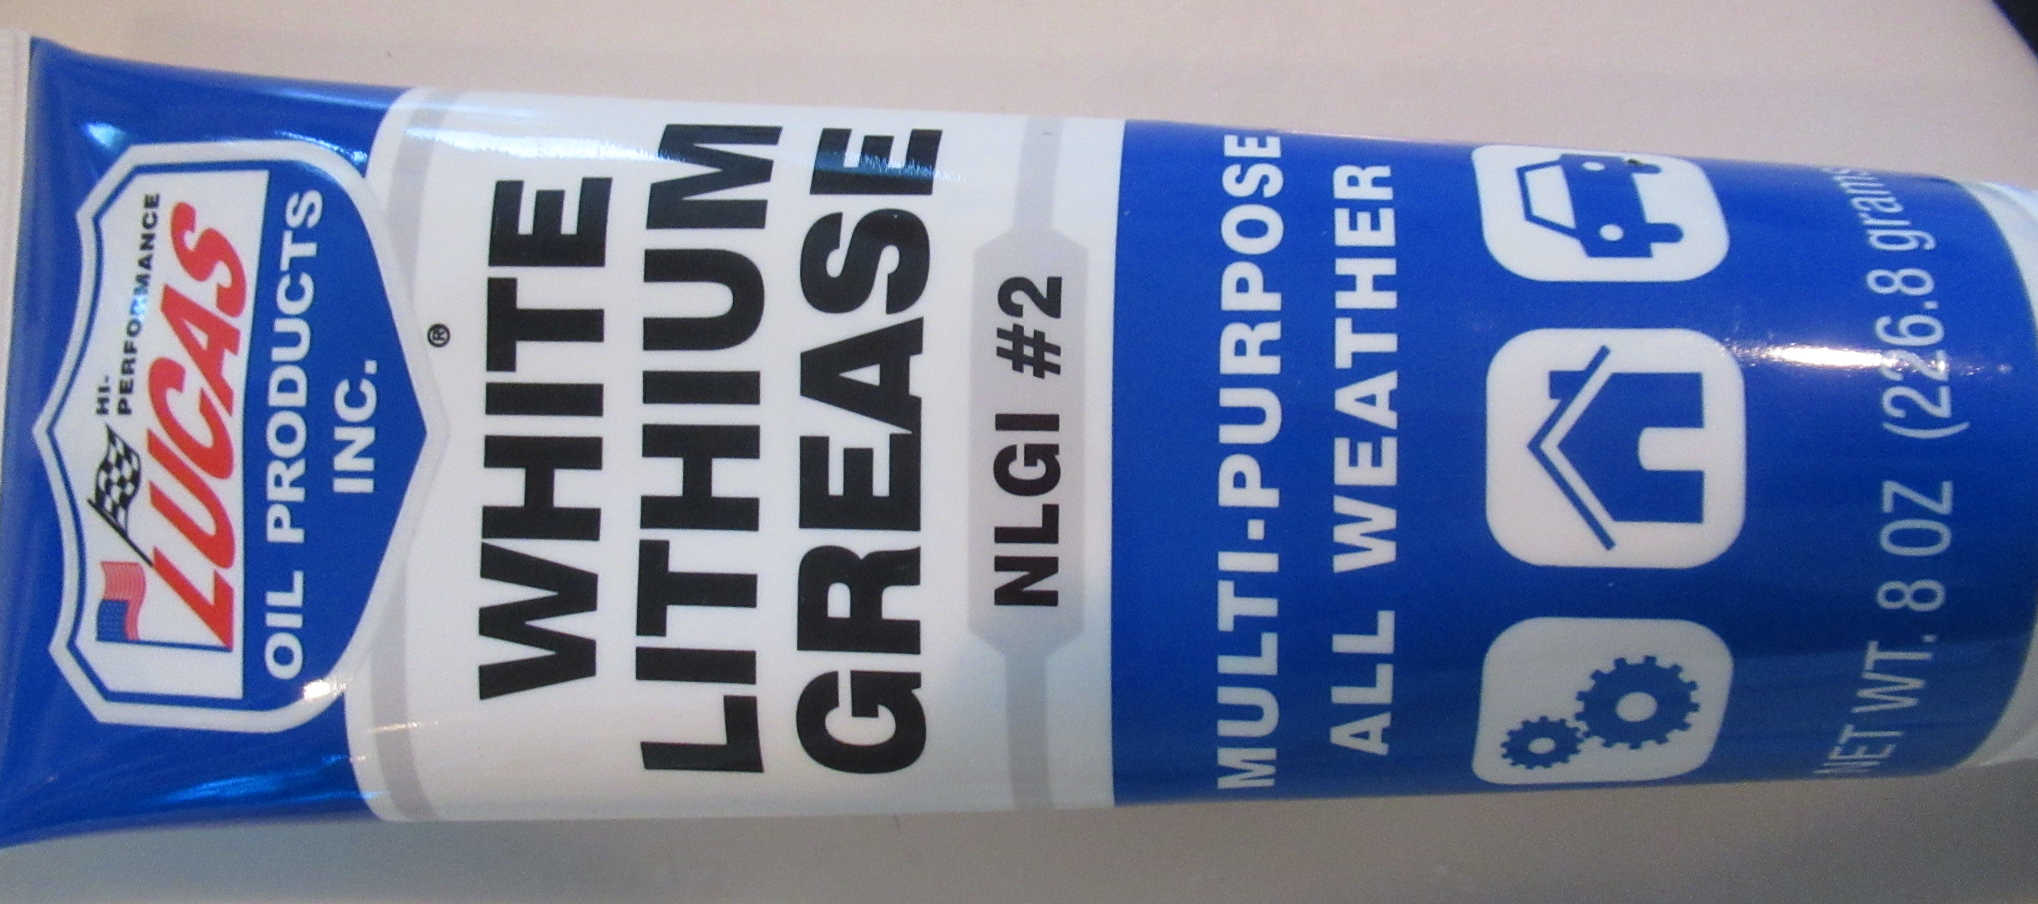 HI-
PERFORMANCE
LUCAS
OIL PRODUCTS
INC.
®
WHITE
LITHIUM
GREASE
NLGI #2
MULTI-PURPOSE
ALL WEATHER
NET WT. 8 OZ (226.8 grams